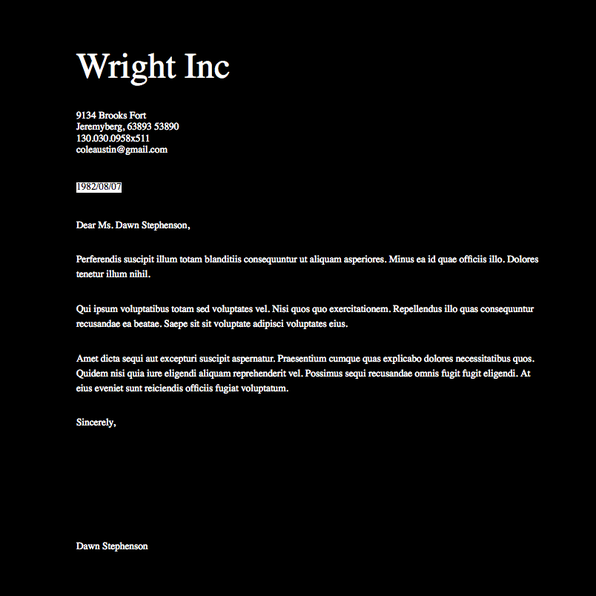 Wright Inc
9134 Brooks Fort
Jeremyberg, 63893 53890
130.030.0958x511
coleaustin@gmail.com
1982/08/07
Dear Ms. Dawn Stephenson,
Perferendis suscipit illum totam blanditiis consequuntur ut aliquam asperiores. Minus ea id quae officiis illo. Dolores
tenetur illum nihil.
Qui ipsum voluptatibus totam sed voluptates vel. Nisi quos quo exercitationem. Repellendus illo quas consequuntur
recusandae ea beatae. Saepe sit sit voluptate adipisci voluptates eius.
Amet dicta sequi aut excepturi suscipit aspernatur. Praesentium cumque quas explicabo dolores necessitatibus quos.
Quidem nisi quia iure eligendi aliquam reprehenderit vel. Possimus sequi recusandae omnis fugit fugit eligendi. At
eius eveniet sunt reiciendis officiis fugiat voluptatum.
Sincerely,
Dawn Stephenson